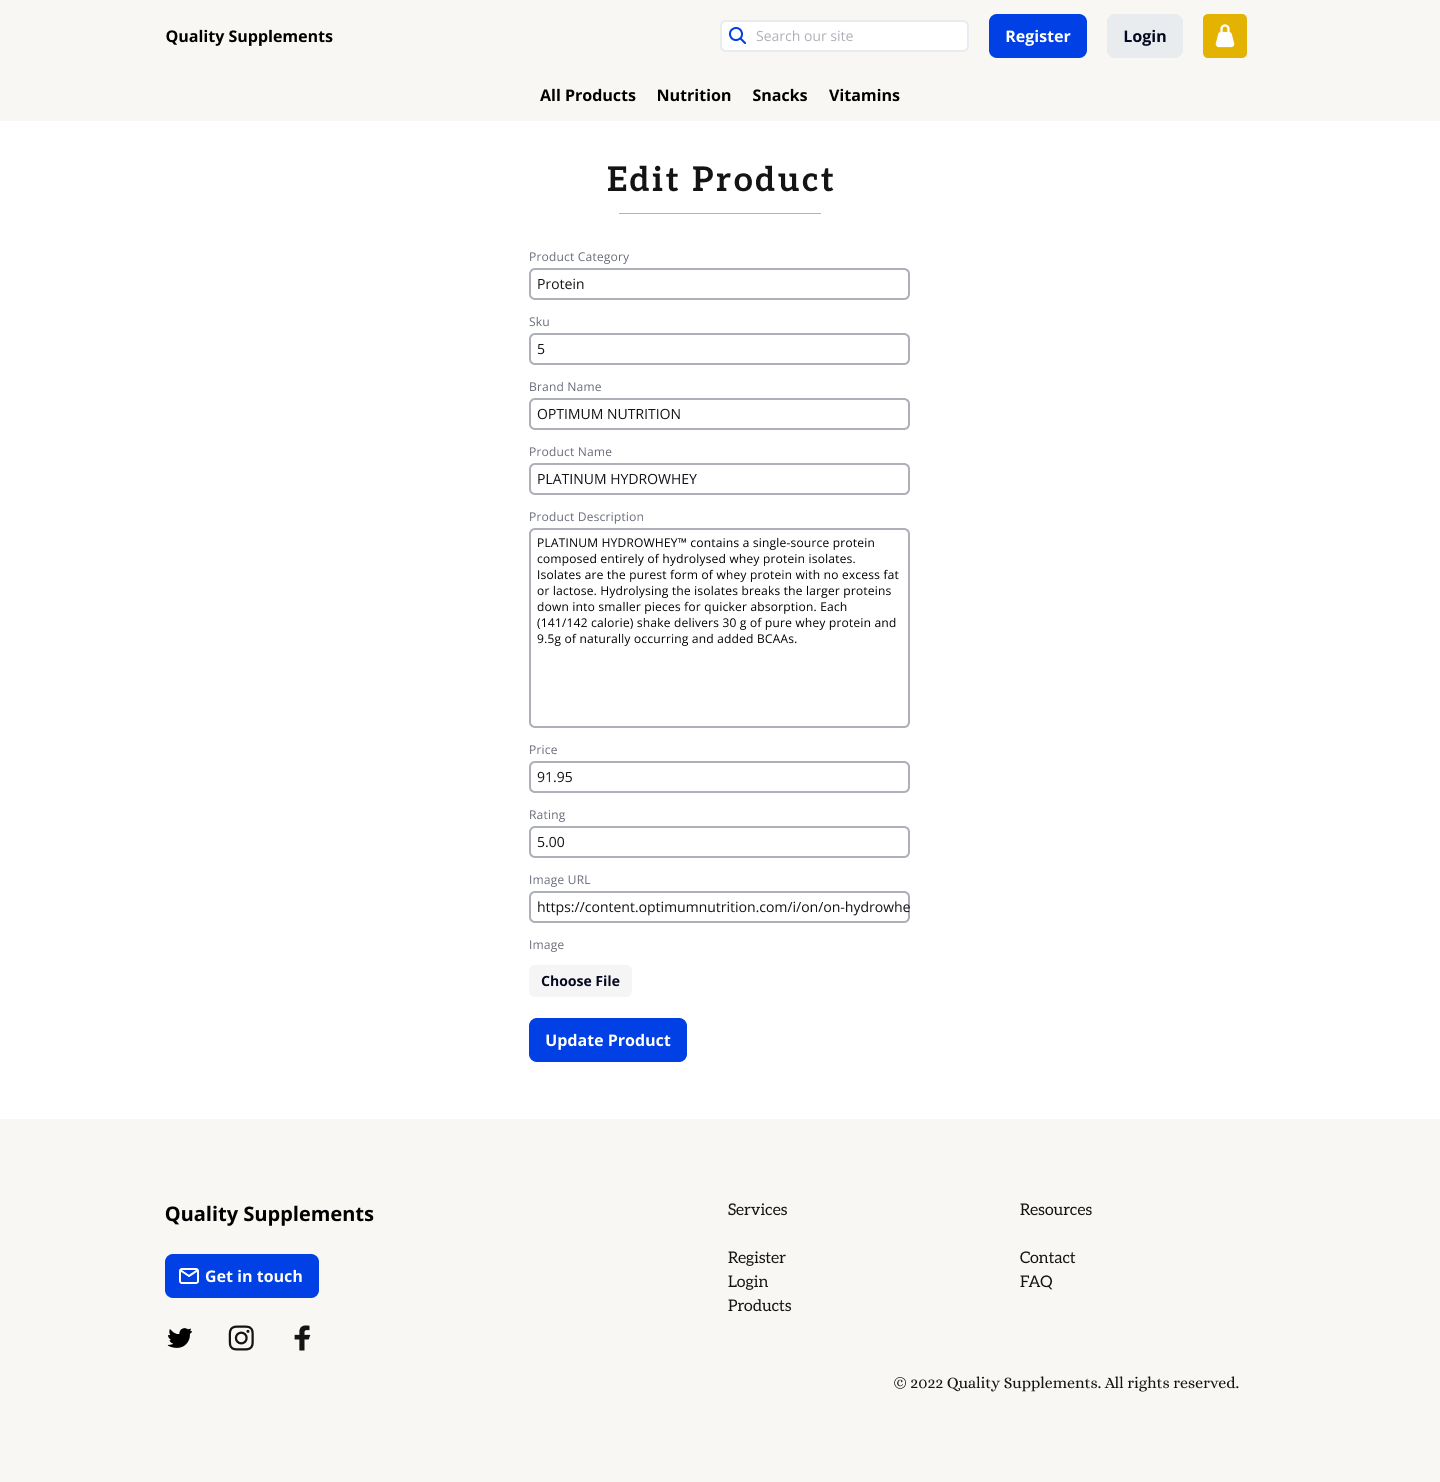 Quality Supplements
Search our site
Register
Login
All Products
Nutrition
Snacks
Vitamins
Edit Product
Product Category
Protein
Sku
5
Brand Name
OPTIMUM NUTRITION
Product Name
PLATINUM HYDROWHEY
Product Description
PLATINUM HYDROWHEY™ contains a single-source protein
composed entirely of hydrolysed whey protein isolates.
Isolates are the purest form of whey protein with no excess fat
or lactose. Hydrolysing the isolates breaks the larger proteins
down into smaller pieces for quicker absorption. Each
(141/142 calorie) shake delivers 30 g of pure whey protein and
9.5g of naturally occurring and added BCAAs.
Price
91.95
Rating
5.00
Image URL
https://content.optimumnutrition.com/i/on/on-hydrowhe
Image
Choose File
Update Product
Quality Supplements
Get in touch
Services
Register
Login
Products
Resources
Contact
FAQ
© 2022 Quality Supplements. All rights reserved.